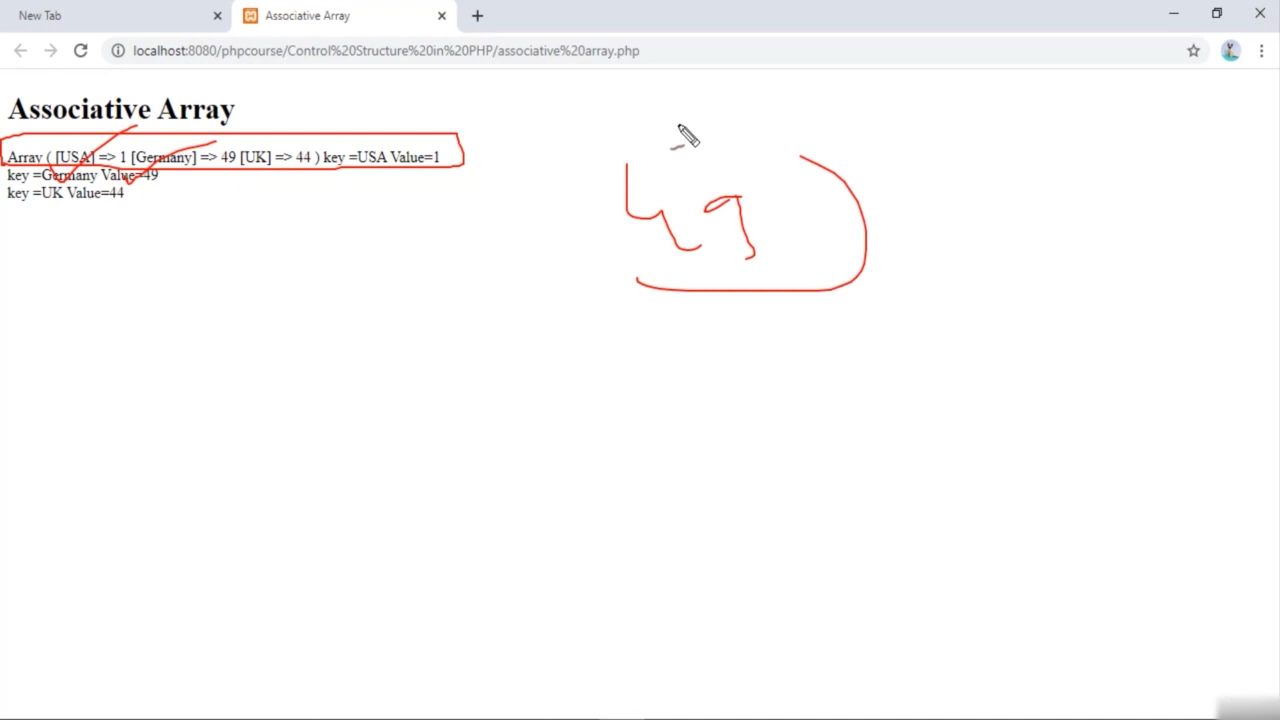 New Tab
Associative Array
localhost:8080/phpcourse/Control%20Structure%20in%20PHP/associative%20array.php
Associative Array
Array ( [USA] => 1 [Germany] => 49 [UK] => 44 ) key =USA Value=1
key =Germany Value=49
key =UK Value=44
49